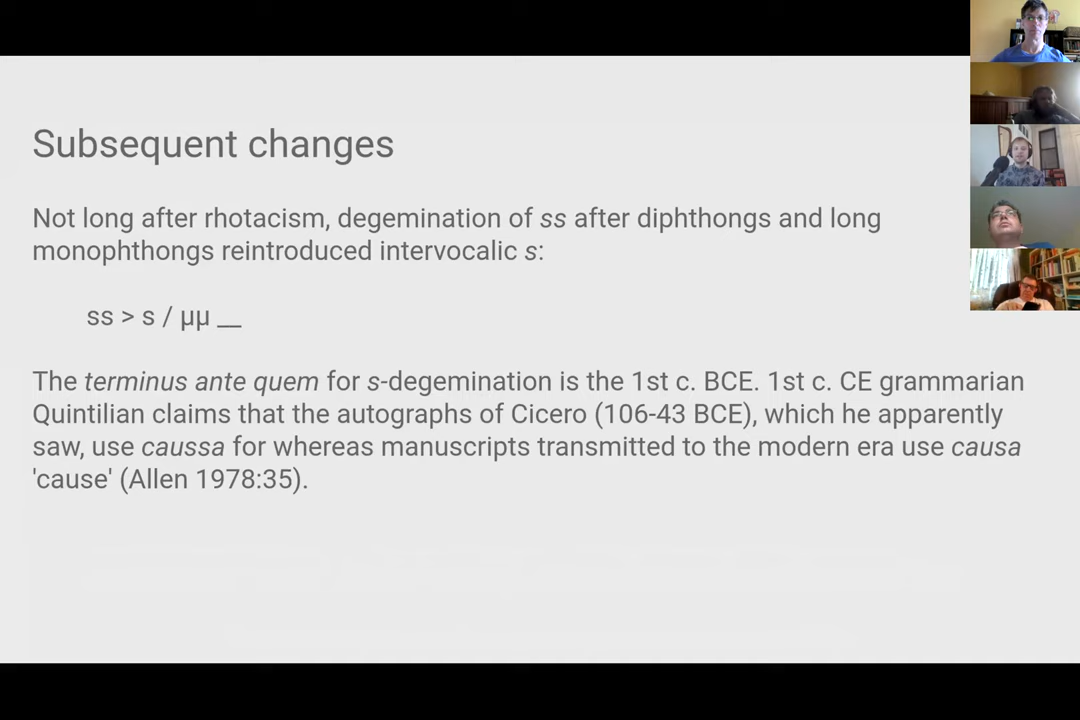 Subsequent changes
Not long after rhotacism, degemination of ss after diphthongs and long
monophthongs reintroduced intervocalic s:
ss > s / μμ __
The terminus ante quem for s-degemination is the 1st c. BCE. 1st c. CE grammarian
Quintilian claims that the autographs of Cicero (106-43 BCE), which he apparently
saw, use caussa for whereas manuscripts transmitted to the modern era use causa
'cause' (Allen 1978:35).